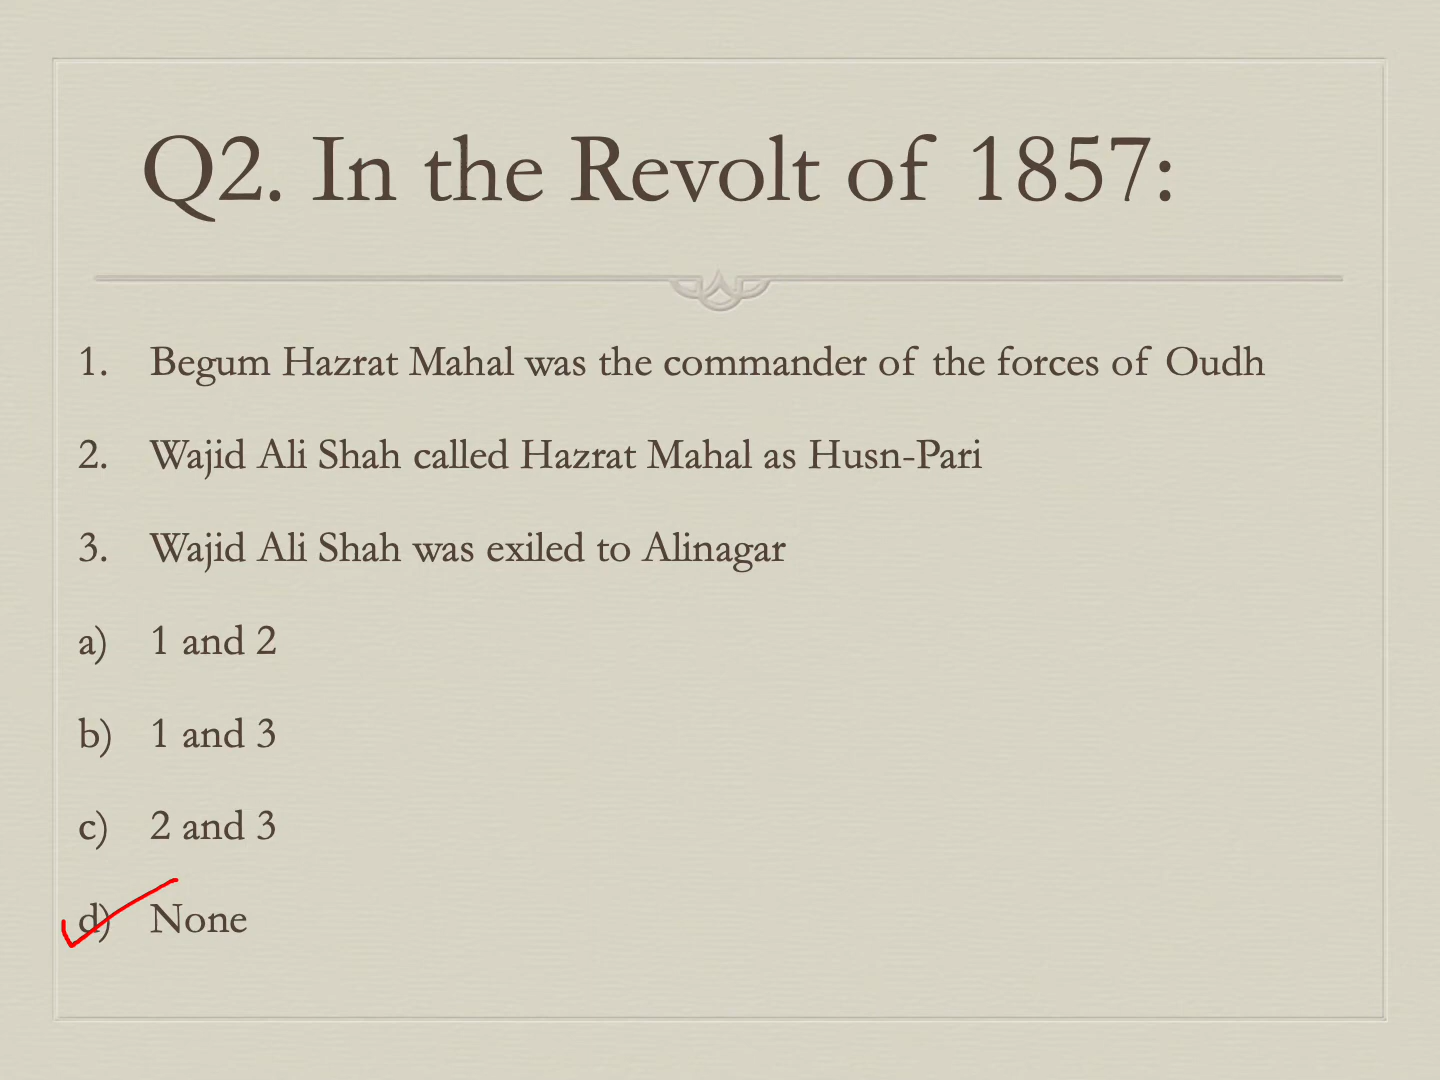 Q2. In the Revolt of 1857:
1. Begum Hazrat Mahal was the commander of the forces of Oudh
2. Wajid Ali Shah called Hazrat Mahal as Husn-Pari
3. Wajid Ali Shah was exiled to Alinagar
a) 1 and 2
b) 1 and 3
c) 2 and 3
d) None